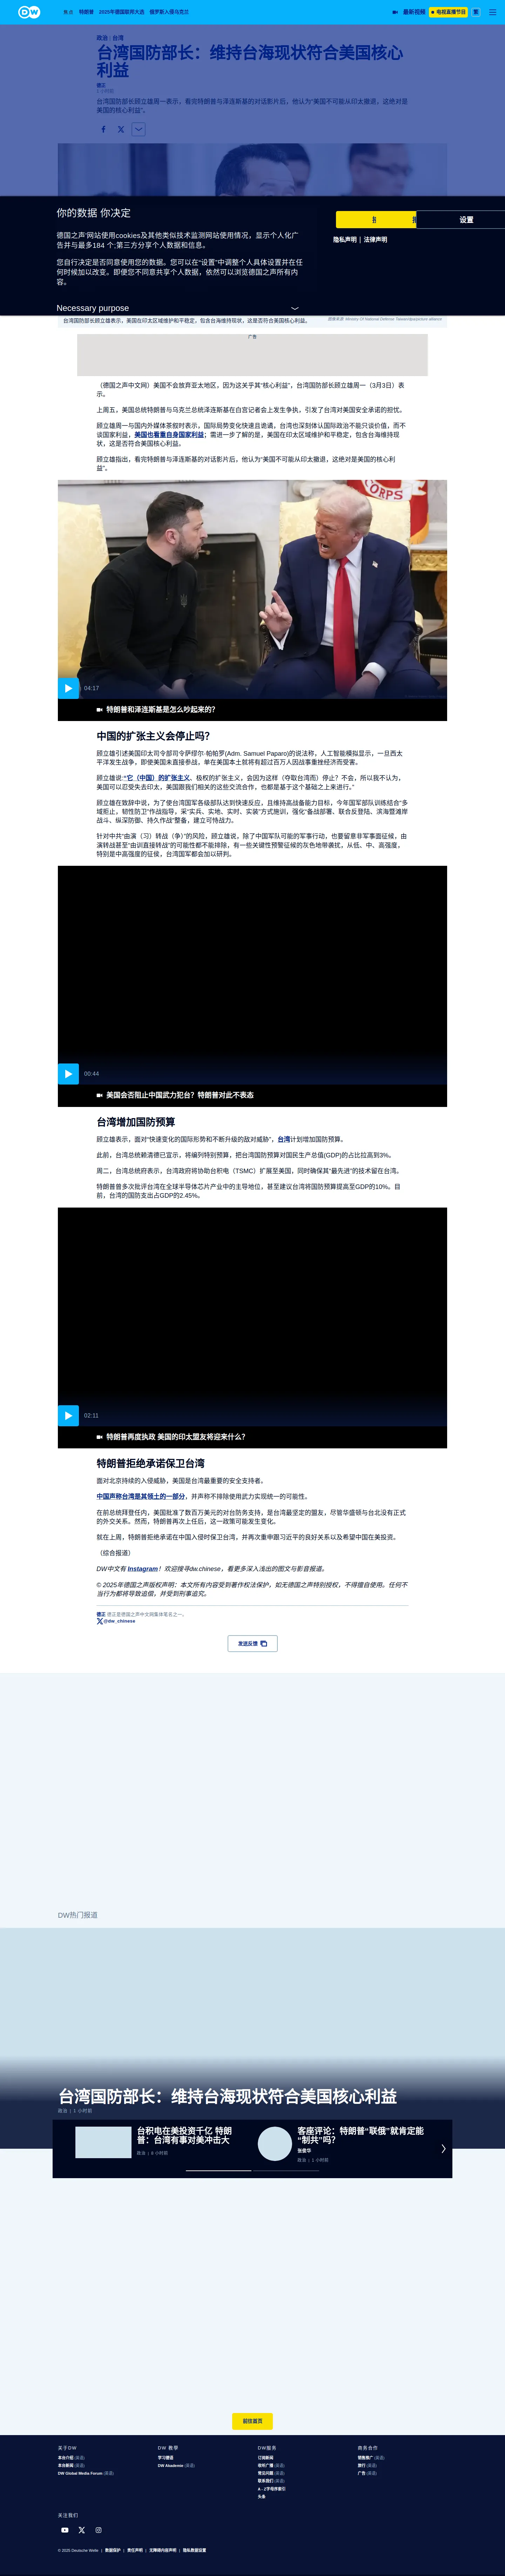 DW
焦点
特朗普
2025年德国联邦大选
俄罗斯入侵乌克兰
最新视频
电视直播节目
繁
政治 | 台湾
台湾国防部长：维持台海现状符合美国核心
利益
德正
台湾国防部长顾立雄周一表示，看完特朗普与泽连斯基的对话影片后，他认为“美国不可能从印太撤退，这绝对是
美国的核心利益”。
你的数据 你决定
德国之声 网站使用cookies及其他类似技术监测网站使用情况，显示个人化广
告并与最多184 个;第三方分享个人数据和信息。
您自行决定是否同意使用您的数据。您可以在“设置”中调整个人具体设置并在任
何时候加以改变。即便您不同意共享个人数据，依然可以浏览德国之声所有内
容。
设置
隐私声明 | 法律声明
Necessary purpose
台湾国防部长顾立雄表示，美国在印太区域维护和平稳定，包含台海维持现状，这是否符合美国核心利益。
图像来源: Ministry Of National Defence, Taiwan/dpa/picture alliance
广告
（德国之声中文网）美国不会放弃亚太地区，因为这关乎其“核心利益”，台湾国防部长顾立雄周一（3月3日）表
示。
上周五，美国总统特朗普与乌克兰总统泽连斯基在白宫记者会上发生争执，引发了台湾对美国安全承诺的担忧。
顾立雄周一与国内外媒体茶叙时表示，国际局势变化快速且诡谲，台湾也深刻体认国际政治不能只谈价值，而不
谈国家利益，美国也看重自身国家利益；需进一步了解的是，美国在印太区域维护和平稳定，包含台海维持现
状，这是否符合美国核心利益。
顾立雄指出，看完特朗普与泽连斯基的对话影片后，他认为“美国不可能从印太撤退，这绝对是美国的核心利
益”。
CORPS
04:17
特朗普和泽连斯基是怎么吵起来的？
中国的扩张主义会停止吗？
顾立雄引述美国印太司令部司令萨缪尔·帕帕罗(Adm. Samuel Paparo)的说法称，人工智能模拟显示，一旦西太
平洋发生战争，即使美国未直接参战，单在美国本土就将有超过百万人因战事重挫经济而受害。
顾立雄说:“它（中国）的扩张主义、极权的扩张主义，会因为这样（夺取台湾而）停止？不会，所以我不认为，
美国可以忍受失去印太，美国跟我们相关的这些交流合作，也都是基于这个基础之上来进行。”
顾立雄在致辞中说，为了使台湾国军各级部队达到快速反应，且维持高战备能力目标，今年国军部队训练结合“多
域拒止，韧性防卫”作战指导，采“实兵、实地、实时、实装”方式施训，强化“备战部署、联合反登陆、滨海暨滩岸
战斗、纵深防御、持久作战”整备，建立可恃战力。
针对中共“由演（习）转战（争）”的风险，顾立雄说，除了中国军队可能的军事行动，也要留意非军事面征候，由
演转战甚至“由训直接转战”的可能性都不能排除，有一些关键性预警征候的灰色地带袭扰，从低、中、高强度，
特别是中高强度的征侯，台湾国军都会加以研判。
00:44
美国会否阻止中国武力犯台？特朗普对此不表态
台湾增加国防预算
顾立雄表示，面对“快速变化的国际形势和不断升级的敌对威胁”，台湾计划增加国防预算。
此前，台湾总统赖清德已宣示，将编列特别预算，把台湾国防预算对国民生产总值(GDP)的占比拉高到3%。
周二，台湾总统府表示，台湾政府将协助台积电（TSMC）扩展至美国，同时确保其“最先进”的技术留在台湾。
特朗普曾多次批评台湾在全球半导体芯片产业中的主导地位，甚至建议台湾将国防预算提高至GDP的10%。目
前，台湾的国防支出占GDP的2.45%。
02:11
特朗普再度执政 美国的印太盟友将迎来什么？
特朗普拒绝承诺保卫台湾
面对北京持续的入侵威胁，美国是台湾最重要的安全支持者。
中国声称台湾是其领土的一部分，并声称不排除使用武力实现统一的可能性。
在前总统拜登任内，美国批准了数百万美元的对台防务支持，是台湾最坚定的盟友，尽管华盛顿与台北没有正式
的外交关系。然而，特朗普再次上任后，这一政策可能发生变化。
就在上周，特朗普拒绝承诺在中国入侵时保卫台湾，并再次重申跟习近平的良好关系以及希望中国在美投资。
（综合报道）
DW中文有 Instagram！欢迎搜寻dw.chinese，看更多深入浅出的图文与影音报道。
© 2025年德国之声版权声明：本文所有内容受到著作权法保护，如无德国之声特别授权，不得擅自使用。任何不
当行为都将导致追偿，并受到刑事追究。
德正 德正是德国之声中文网集体笔名之一。
@dw_chinese
发送反馈
DW热门报道
台湾国防部长：维持台海现状符合美国核心利益
政治 | 1 小时前
台积电在美投资千亿 特朗
普：台湾有事对美冲击大
政治 | 8 小时前
客座评论：特朗普“联俄”就肯定能
“制共”吗？
张俊华
政治 | 1 小时前
前往首页
关于DW
本台介绍 (英语)
本台新闻 (英语)
DW Global Media Forum (英语)
DW 教學
学习德语
DW Akademie (英语)
DW服务
订阅新闻
收听广播 (英语)
常见问题 (英语)
联系我们 (英语)
A - Z字母序索引
头条
商务合作
销售推广 (英语)
旅行 (英语)
广告 (英语)
关注我们
© 2025 Deutsche Welle | 数据保护 | 责任声明 | 无障碍内容声明 | 隐私数据设置